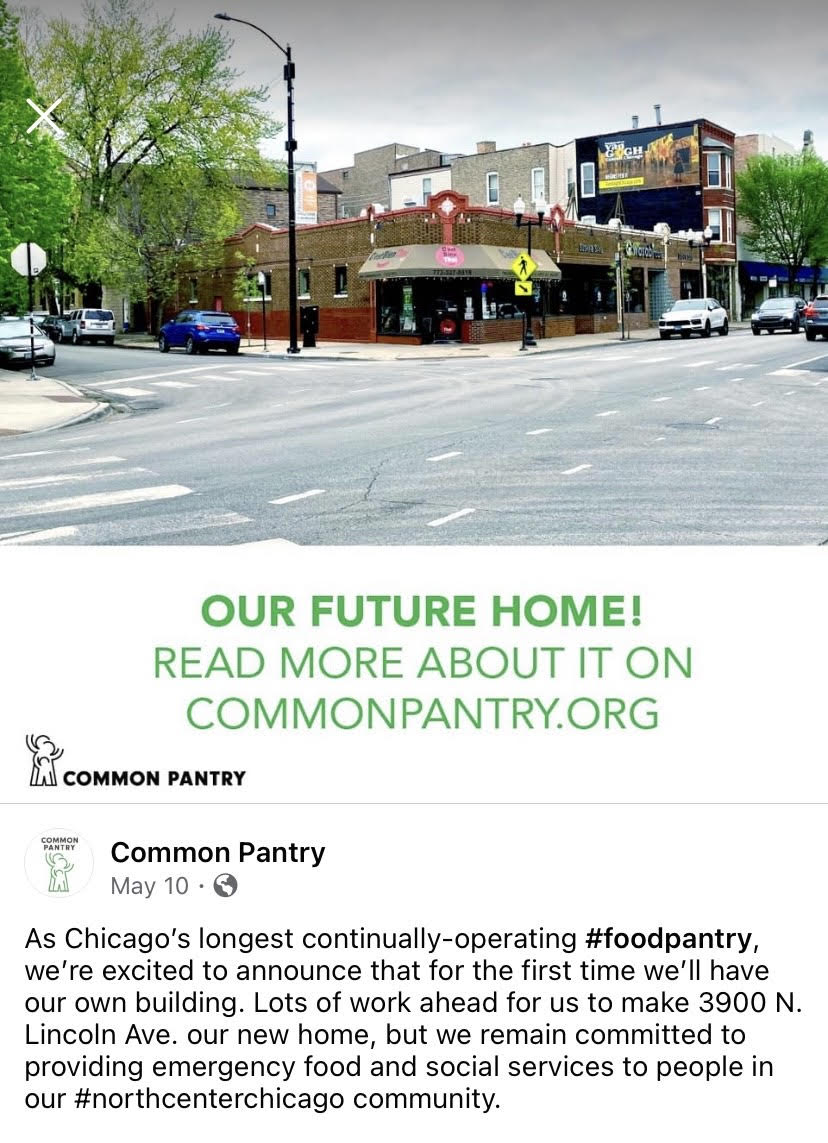 Van
GOGH
OUR FUTURE HOME!
READ MORE ABOUT IT ON
COMMONPANTRY.ORG
COMMON PANTRY
COMMON
PANTRY
Common Pantry
May 10 ·
As Chicago’s longest continually-operating #foodpantry,
we’re excited to announce that for the first time we’ll have
our own building. Lots of work ahead for us to make 3900 N.
Lincoln Ave. our new home, but we remain committed to
providing emergency food and social services to people in
our #northcenterchicago community.